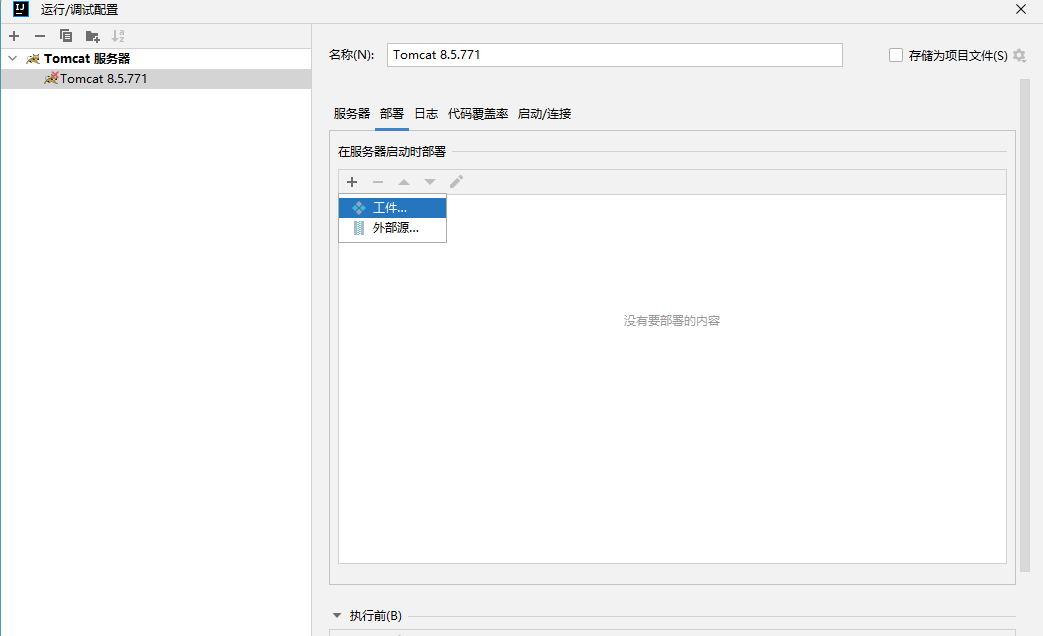 运行/调试配置
Tomcat 服务器
Tomcat 8.5.771
名称(N):
Tomcat 8.5.771
存储为项目文件(S)
服务器 部署 日志 代码覆盖率 启动/连接
在服务器启动时部署
工件...
外部源...
没有要部署的内容
执行前(B)